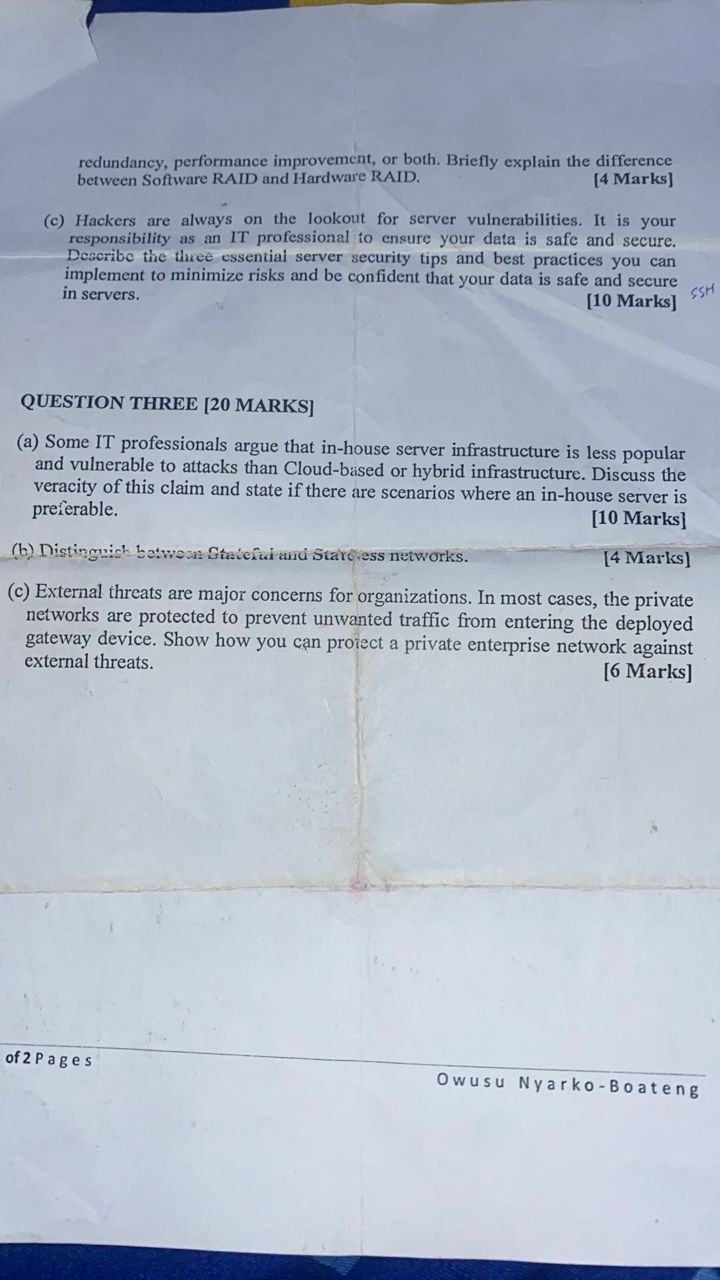 redundancy, performance improvement, or both. Briefly explain the difference
between Software RAID and Hardware RAID. [4 Marks]
(c) Hackers are always on the lookout for server vulnerabilities. It is your
responsibility as an IT professional to ensure your data is safe and secure.
Describe the three essential server security tips and best practices you can
implement to minimize risks and be confident that your data is safe and secure
in servers. [10 Marks] SSH
QUESTION THREE [20 MARKS]
(a) Some IT professionals argue that in-house server infrastructure is less popular
and vulnerable to attacks than Cloud-based or hybrid infrastructure. Discuss the
veracity of this claim and state if there are scenarios where an in-house server is
preferable. [10 Marks]
(b) Distinguish between Stateful and Stateless networks. [4 Marks]
(c) External threats are major concerns for organizations. In most cases, the private
networks are protected to prevent unwanted traffic from entering the deployed
gateway device. Show how you can protect a private enterprise network against
external threats. [6 Marks]
of 2 Pages
Owusu Nyarko-Boateng